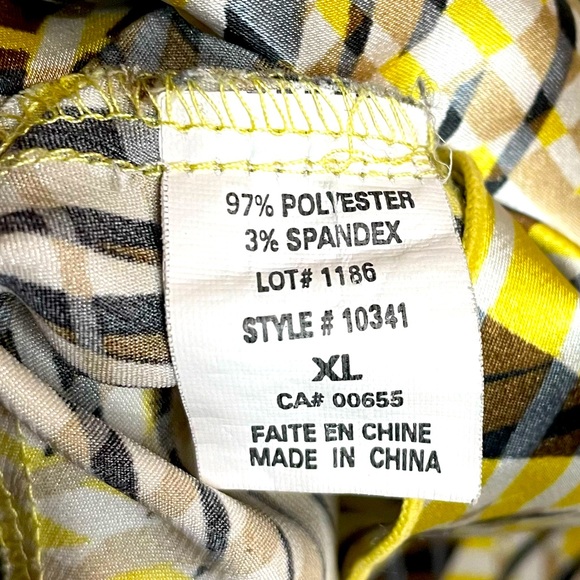 97% POLYESTER
3% SPANDEX
LOT# 1186
STYLE # 10341
XL
CA# 00655
FAITE EN CHINE
MADE IN CHINA